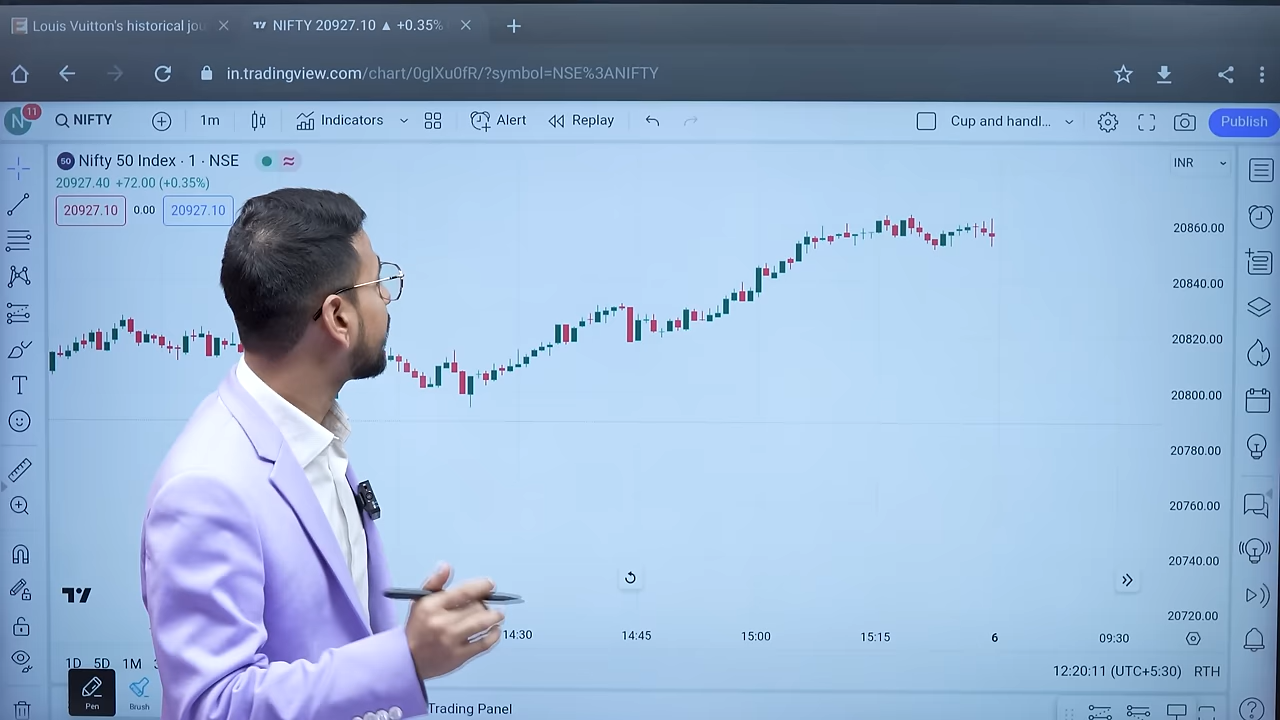 Louis Vuitton's historical jou
NIFTY 20927.10 ▲ +0.35%
in.tradingview.com/chart/0glXu0fR/?symbol=NSE%3ANIFTY
N 11
NIFTY
1m
Indicators
Alert
Replay
Cup and handl...
Publish
50 Nifty 50 Index · 1 · NSE
INR
20927.40 +72.00 (+0.35%)
20927.10 0.00 20927.10
20860.00
20840.00
20820.00
20800.00
20780.00
20760.00
20740.00
20720.00
14:30 14:45 15:00 15:15 6 09:30
1D 5D 1M
12:20:11 (UTC+5:30) RTH
Pen Brush
Trading Panel